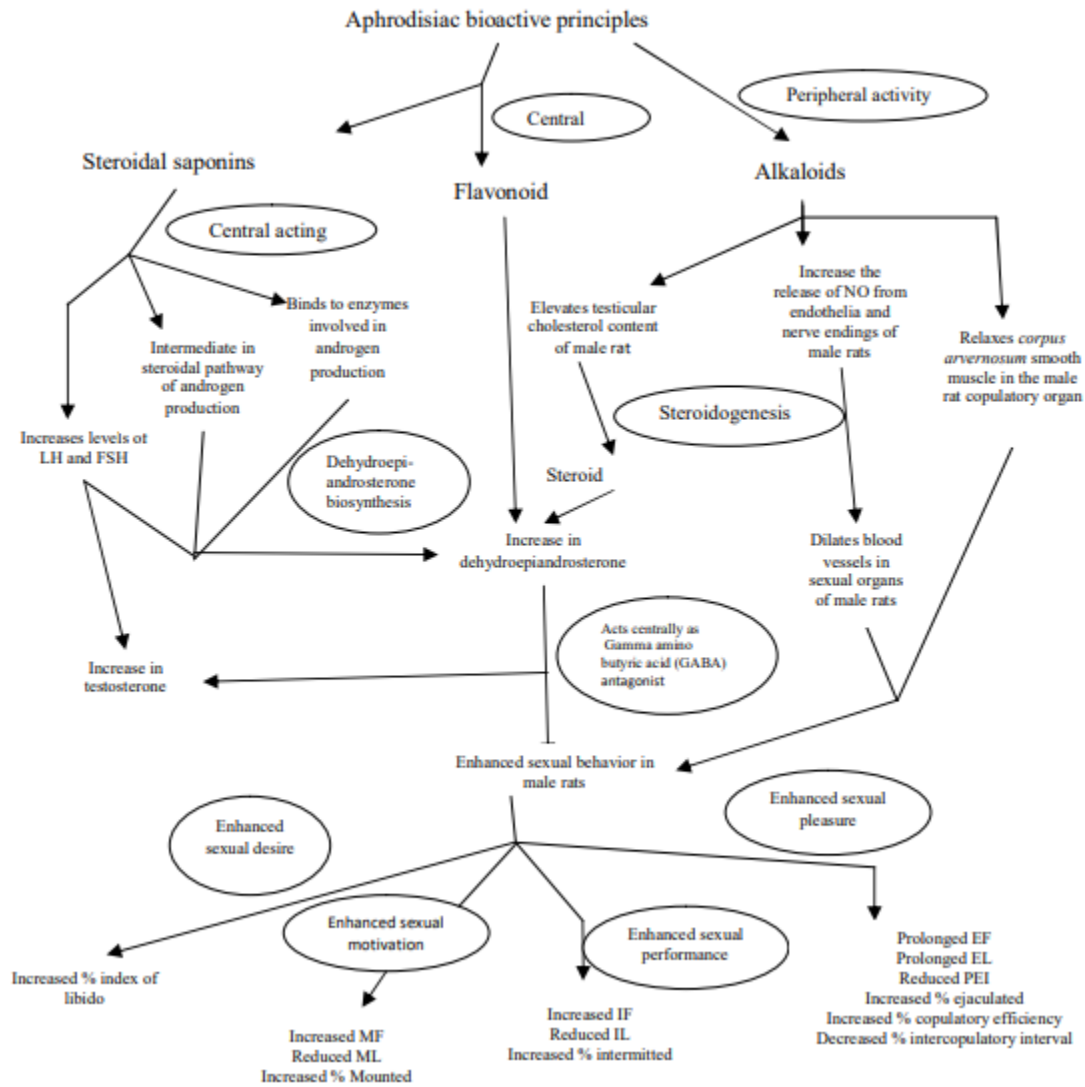 Aphrodisiac bioactive principles
Peripheral activity
Central
Steroidal saponins
Flavonoid
Alkaloids
Central acting
Binds to enzymes
involved in
androgen
production
Intermediate in
steroidal pathway
of androgen
production
Increases levels of
LH and FSH
Elevates testicular
cholesterol content
of male rat
Increase the
release of NO from
endothelia and
nerve endings of
male rats
Relaxes corpus
arvernosum smooth
muscle in the male
rat copulatory organ
Steroidogenesis
Dehydroepi-
androsterone
biosynthesis
Steroid
Increase in
dehydroepiandrosterone
Dilates blood
vessels in
sexual organs
of male rats
Acts centrally as
Gamma amino
butyric acid (GABA)
antagonist
Increase in
testosterone
Enhanced sexual behavior in
male rats
Enhanced
sexual desire
Enhanced sexual
pleasure
Enhanced sexual
motivation
Enhanced sexual
performance
Increased % index of
libido
Increased MF
Reduced ML
Increased % Mounted
Increased IF
Reduced IL
Increased % intermitted
Prolonged EF
Prolonged EL
Reduced PEI
Increased % ejaculated
Increased % copulatory efficiency
Decreased % intercopulatory interval